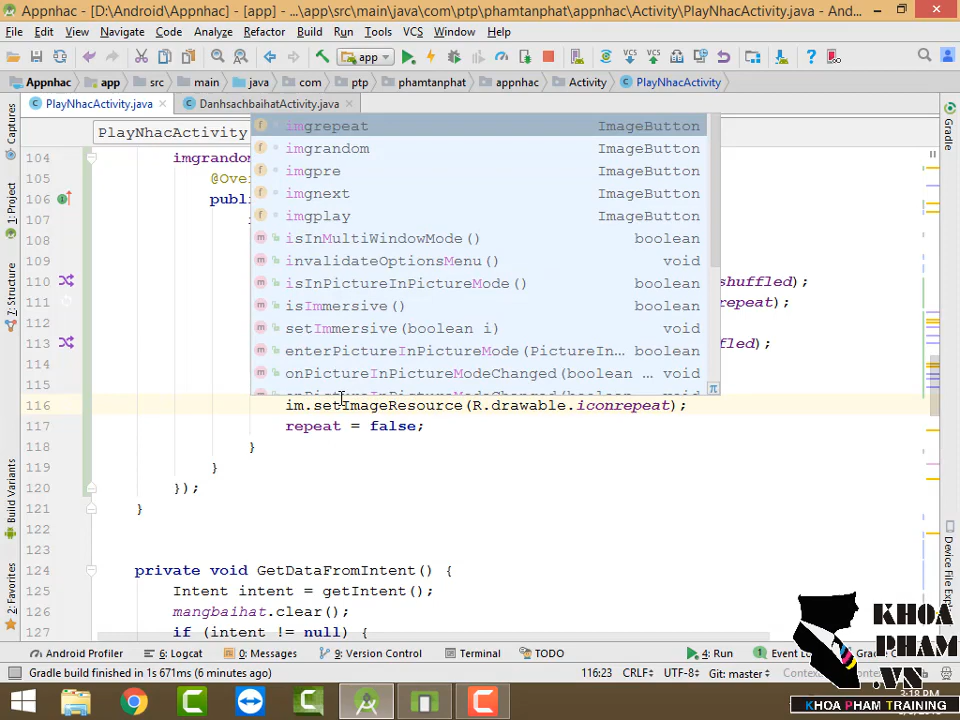 Appnhac - [D:\Android\Appnhac] - [app] - ...\app\src\main\java\com\ptp\phamtanphat\appnhac\Activity\PlayNhacActivity.java - And...
File Edit View Navigate Code Analyze Refactor Build Run Tools VCS Window Help
app
Appnhac app src main java com ptp phamtanphat appnhac Activity PlayNhacActivity
PlayNhacActivity.java DanhsachbaihatActivity.java
PlayNhacActivity
imgrepeat ImageButton
imgrandom ImageButton
imgpre ImageButton
imgnext ImageButton
imgplay ImageButton
isInMultiWindowMode() boolean
invalidateOptionsMenu() void
isInPictureInPictureMode() boolean
isImmersive() boolean
setImmersive(boolean i) void
enterPictureInPictureMode(PictureIn... boolean
onPictureInPictureModeChanged(boolean ... void
104 imgrandom
105 @Over
106 publi
107
108
109
110 shuffled);
111 repeat);
112
113 led);
114
115
116 im.setImageResource(R.drawable.iconrepeat);
117 repeat = false;
118 }
119 }
120 });
121 }
122
123
124 private void GetDataFromIntent() {
125 Intent intent = getIntent();
126 mangbaihat.clear();
127 if (intent != null) {
Captures
1: Project
7: Structure
Build Variants
2: Favorites
Gradle
Device File Expl
Android Profiler 6: Logcat 0: Messages 9: Version Control Terminal TODO 4: Run Event Lo
Gradle build finished in 1s 671ms (6 minutes ago) 116:23 CRLF UTF-8 Git: master
KHOA
PHAM
.VN
KHOA PHAM TRAINING